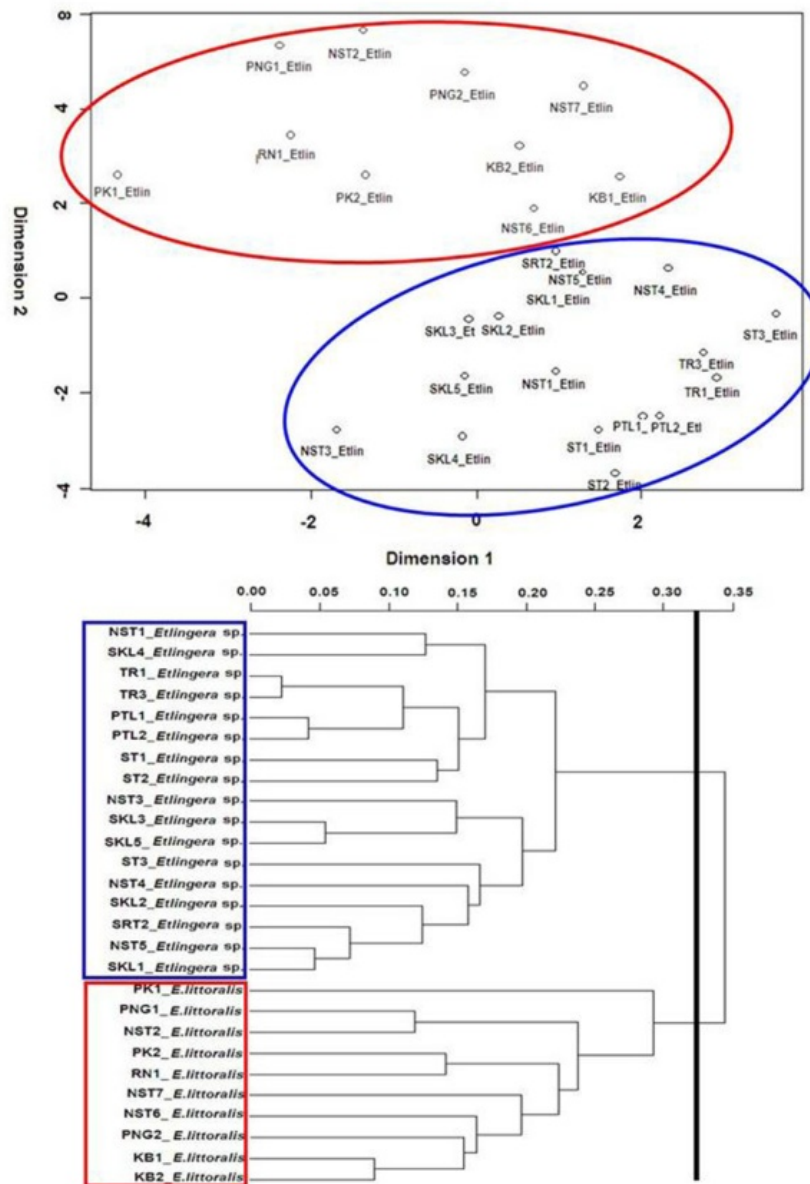 8
PNG1_Etlin
NST2_Etlin
PNG2_Etlin
NST7_Etlin
4
RN1_Etlin
KB2_Etlin
PK1_Etlin
PK2_Etlin
KB1_Etlin
2
NST6_Etlin
SRT2_Etlin
NST5_Etlin
NST4_Etlin
0
SKL1_Etlin
SKL3_Et
SKL2_Etlin
ST3_Etlin
TR3_Etlin
SKL5_Etlin
NST1_Etlin
TR1_Etlin
-2
PTL1_
PTL2_Etl
NST3_Etlin
SKL4_Etlin
ST1_Etlin
ST2_Etlin
-4
Dimension 2
-4 -2 0 2
Dimension 1
0.00 0.05 0.10 0.15 0.20 0.25 0.30 0.35
NST1_Etlingera sp.
SKL4_Etlingera sp.
TR1_Etlingera sp
TR3_Etlingera sp.
PTL1_Etlingera sp.
PTL2_Etlingera sp.
ST1_Etlingera sp.
ST2_Etlingera sp.
NST3_Etlingera sp.
SKL3_Etlingera sp.
SKL5_Etlingera sp.
ST3_Etlingera sp.
NST4_Etlingera sp.
SKL2_Etlingera sp.
SRT2_Etlingera sp
NST5_Etlingera sp.
SKL1_Etlingera sp.
PK1_E.littoralis
PNG1_E.littoralis
NST2_E.littoralis
PK2_E.littoralis
RN1_E.littoralis
NST7_E.littoralis
NST6_E.littoralis
PNG2_E.littoralis
KB1_E.littoralis
KB2_E.littoralis